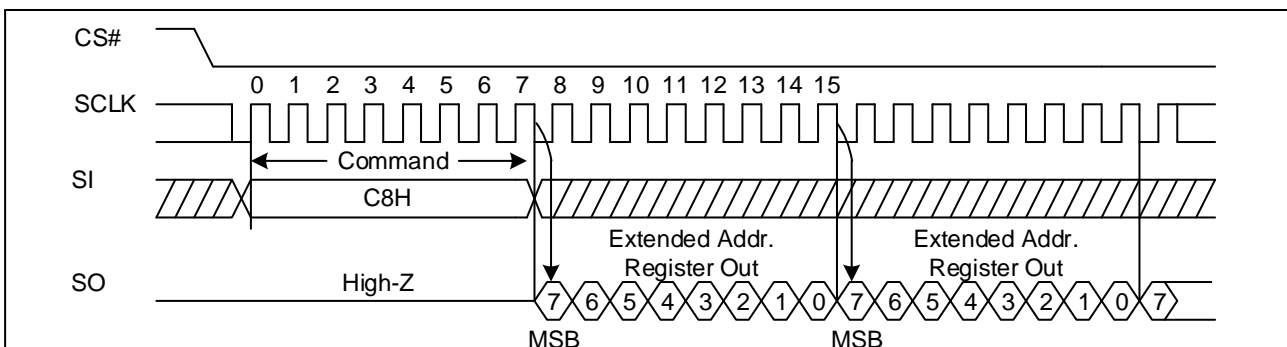 CS#
0 1 2 3 4 5 6 7 8 9 10 11 12 13 14 15
SCLK
Command
SI
C8H
Extended Addr.
Register Out
Extended Addr.
Register Out
SO
High-Z
7 6 5 4 3 2 1 0 7 6 5 4 3 2 1 0 7
MSB
MSB